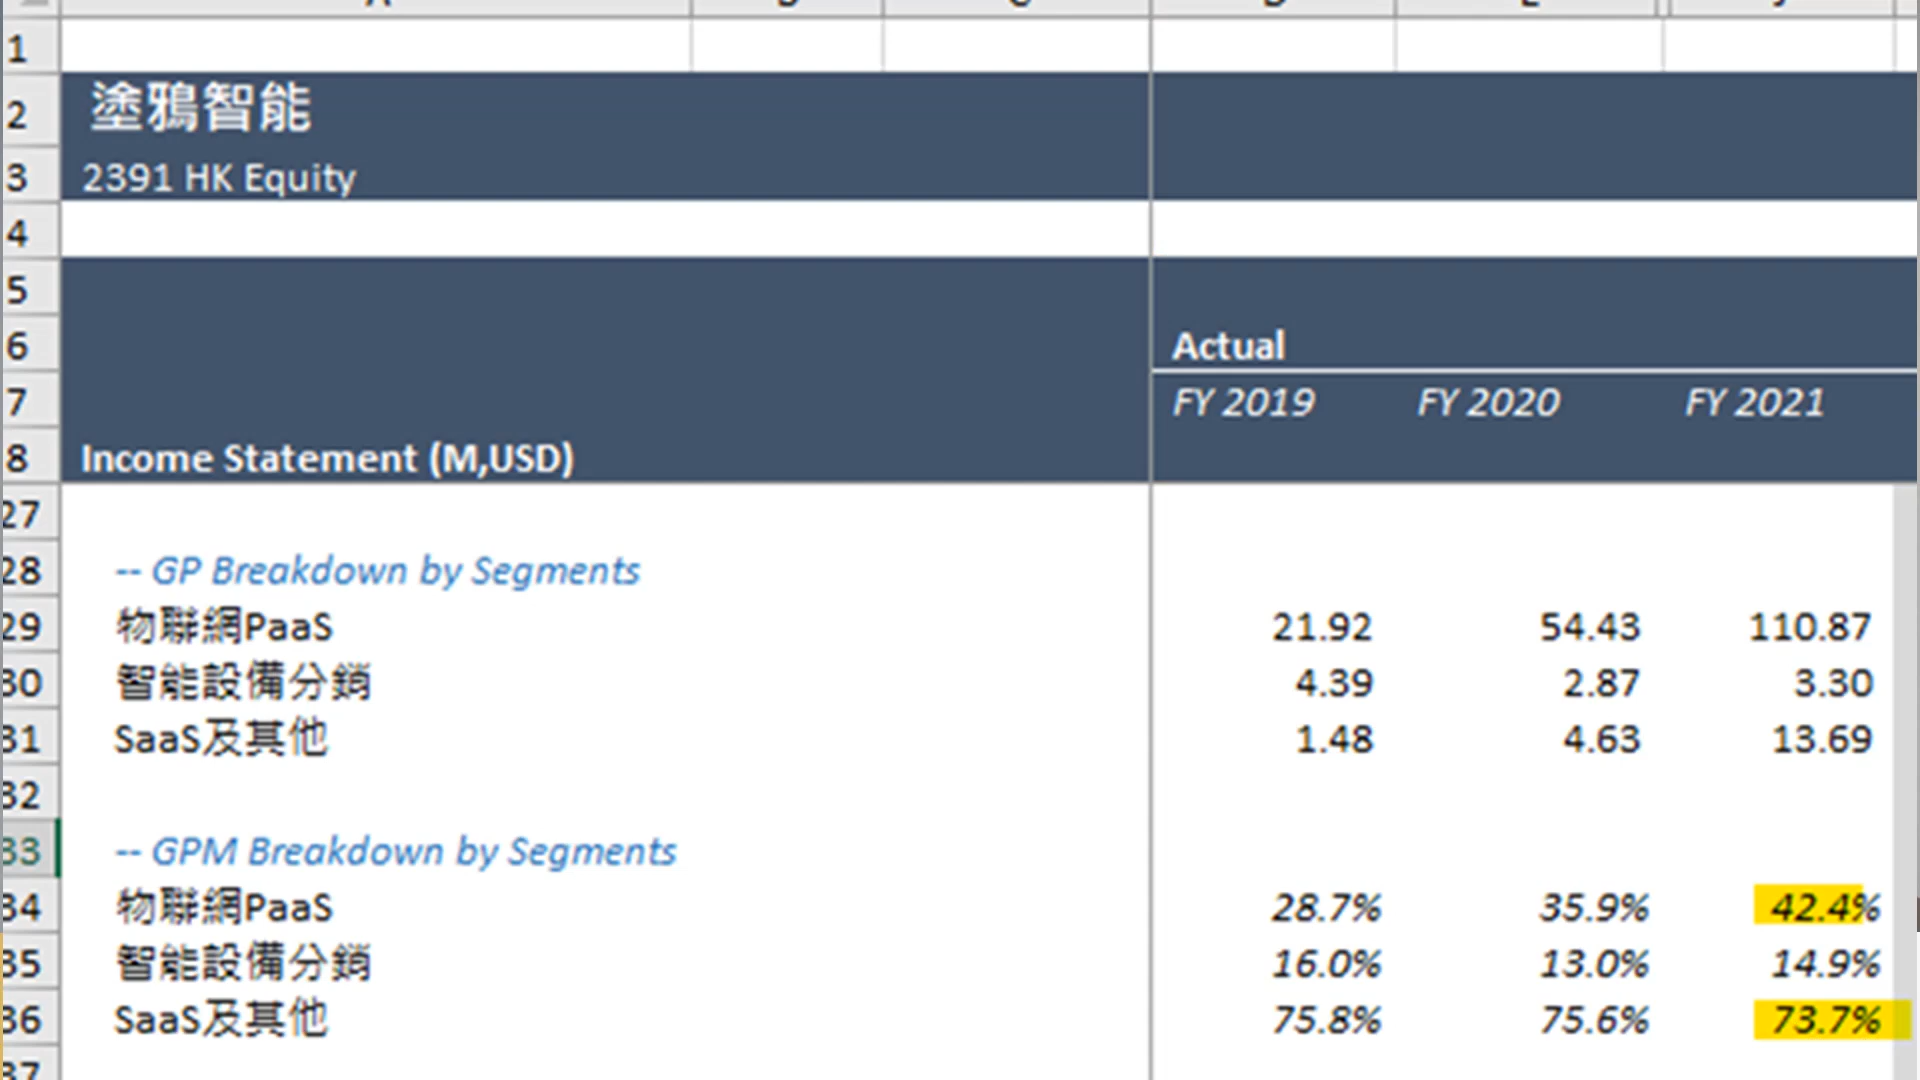 1
2 塗鴉智能
3 2391 HK Equity
4
5
6 Actual
7 FY 2019 FY 2020 FY 2021
8 Income Statement (M,USD)
27
28 -- GP Breakdown by Segments
29 物聯網PaaS 21.92 54.43 110.87
30 智能設備分銷 4.39 2.87 3.30
31 SaaS及其他 1.48 4.63 13.69
32
33 -- GPM Breakdown by Segments
34 物聯網PaaS 28.7% 35.9% 42.4%
35 智能設備分銷 16.0% 13.0% 14.9%
36 SaaS及其他 75.8% 75.6% 73.7%
37